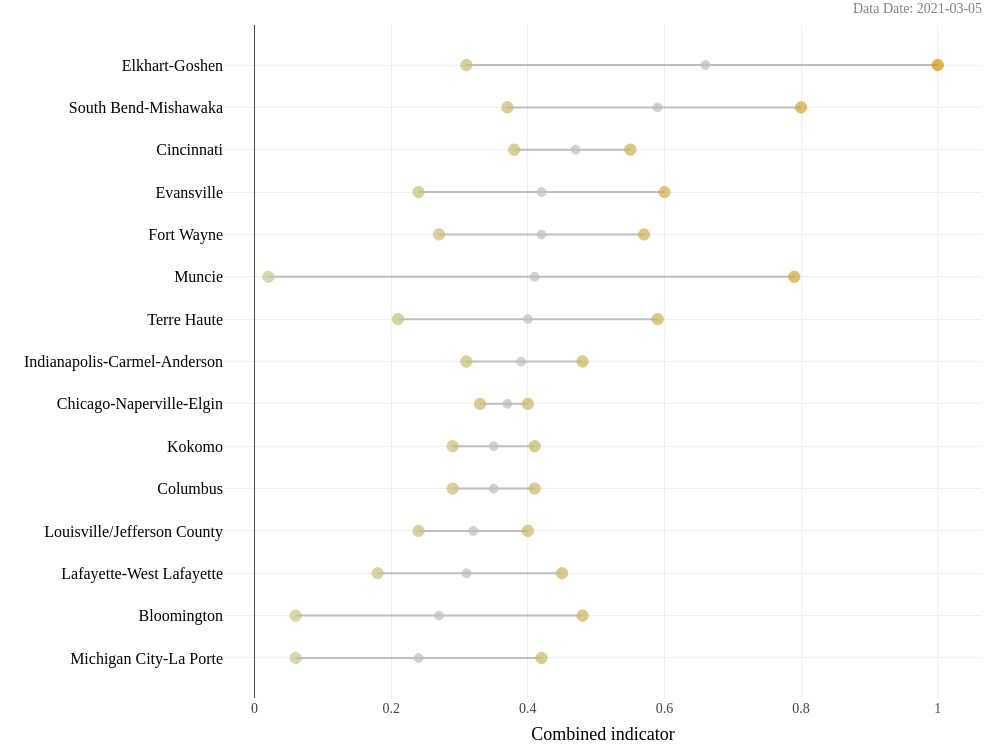 Data Date: 2021-03-05
Elkhart-Goshen
South Bend-Mishawaka
Cincinnati
Evansville
Fort Wayne
Muncie
Terre Haute
Indianapolis-Carmel-Anderson
Chicago-Naperville-Elgin
Kokomo
Columbus
Louisville/Jefferson County
Lafayette-West Lafayette
Bloomington
Michigan City-La Porte
0 0.2 0.4 0.6 0.8 1
Combined indicator